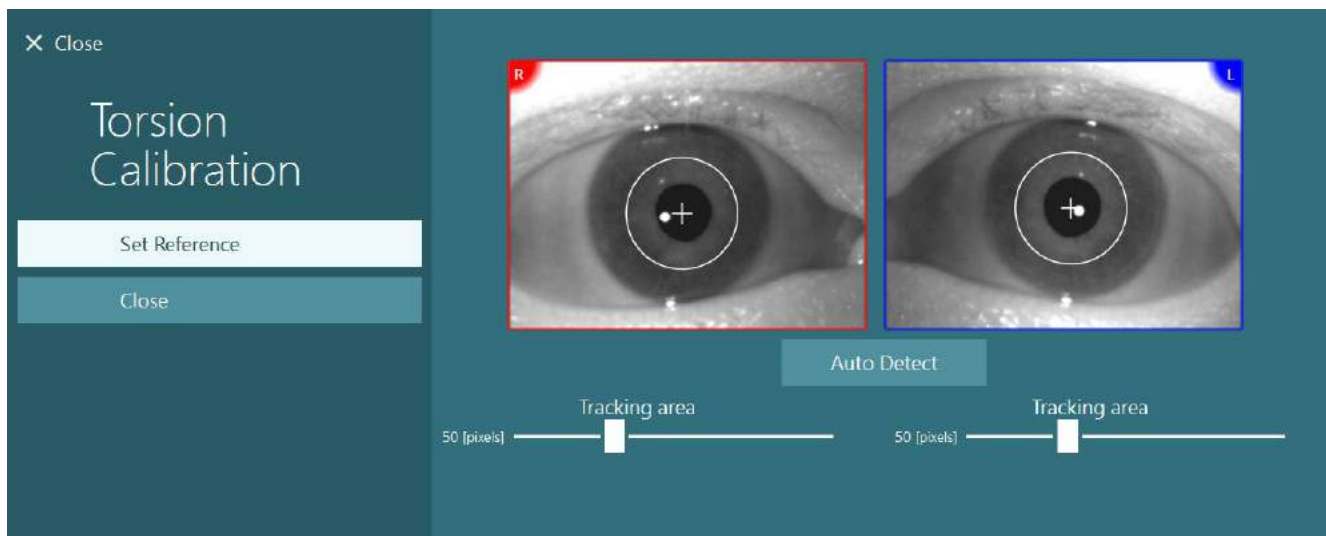 Close
Torsion
Calibration
Set Reference
Close
R
L
Auto Detect
Tracking area
50 [pixels]
Tracking area
50 [pixels]